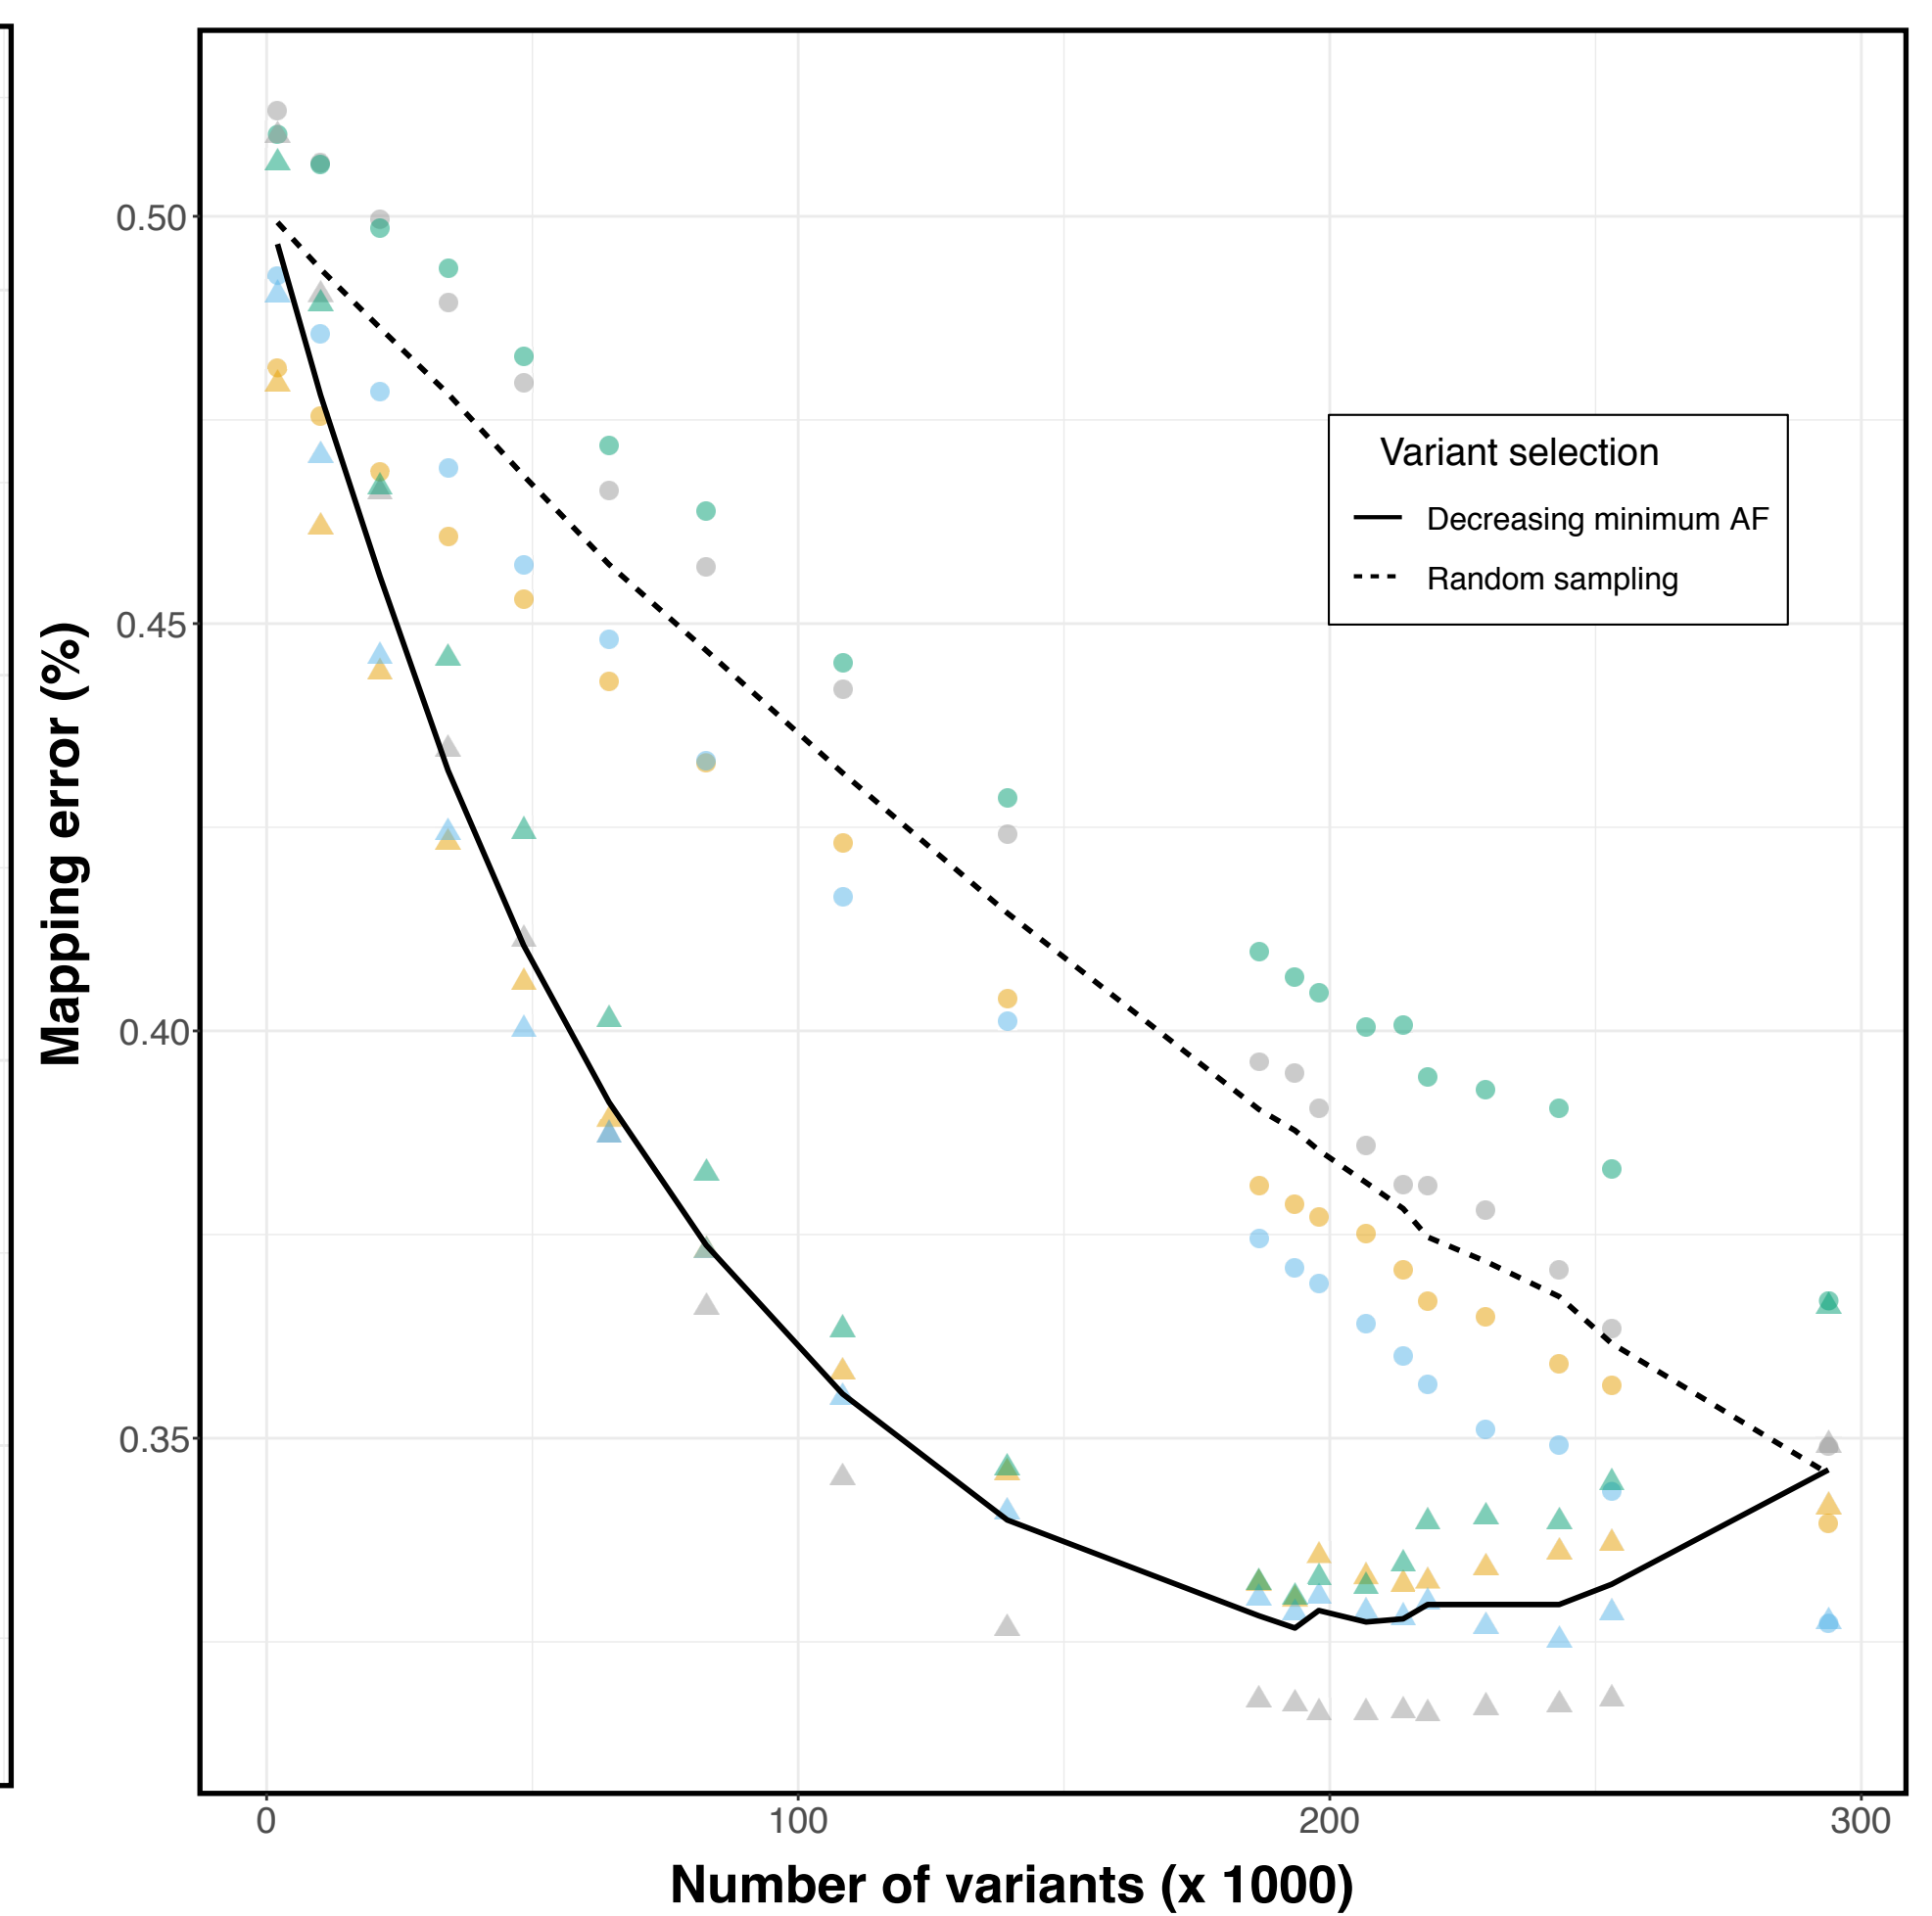 0.50
0.45
0.40
0.35
Mapping error (%)
Variant selection
Decreasing minimum AF
Random sampling
0 100 200 300
Number of variants (x 1000)